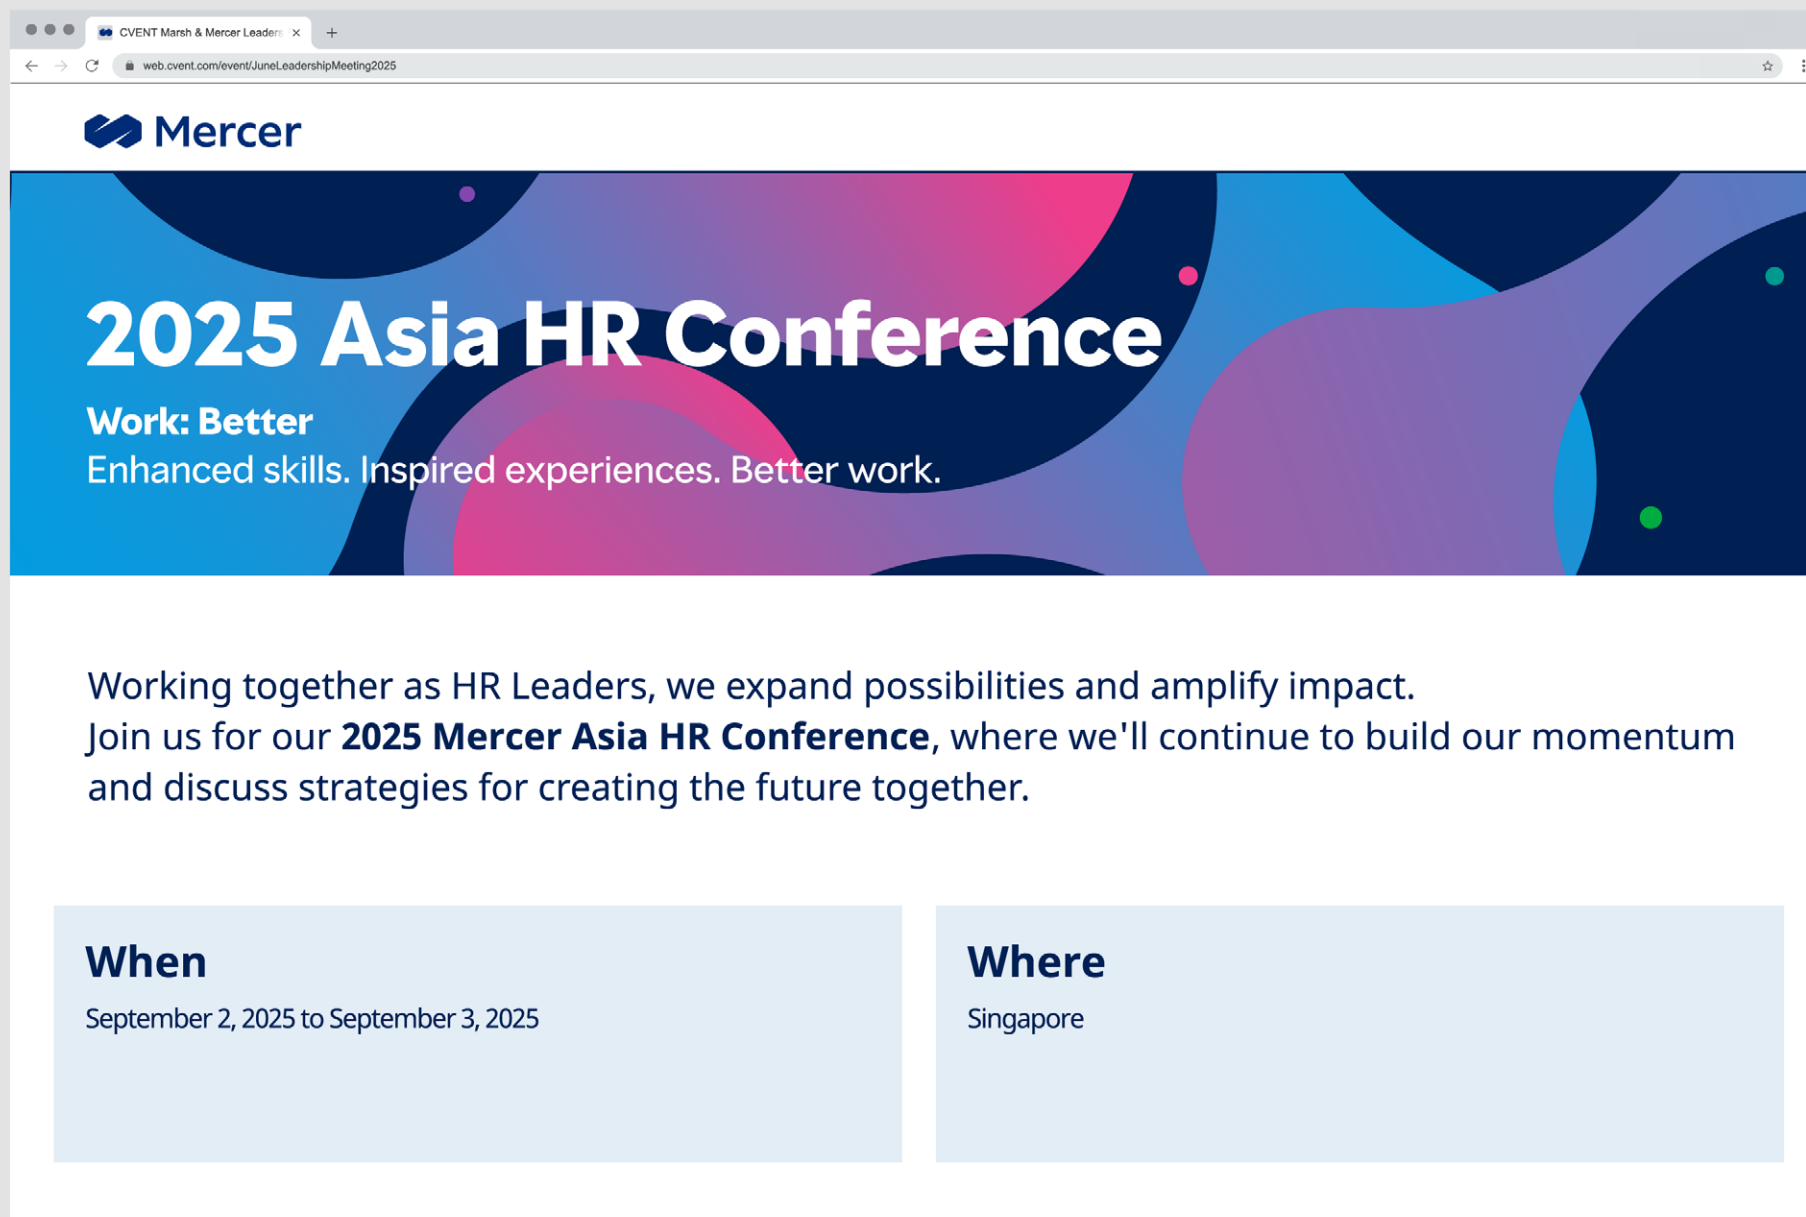 CVENT Marsh & Mercer Leaders
web.cvent.com/event/JuneLeadershipMeeting2025
Mercer
2025 Asia HR Conference
Work: Better
Enhanced skills. Inspired experiences. Better work.
Working together as HR Leaders, we expand possibilities and amplify impact.
Join us for our 2025 Mercer Asia HR Conference, where we'll continue to build our momentum
and discuss strategies for creating the future together.
When
September 2, 2025 to September 3, 2025
Where
Singapore